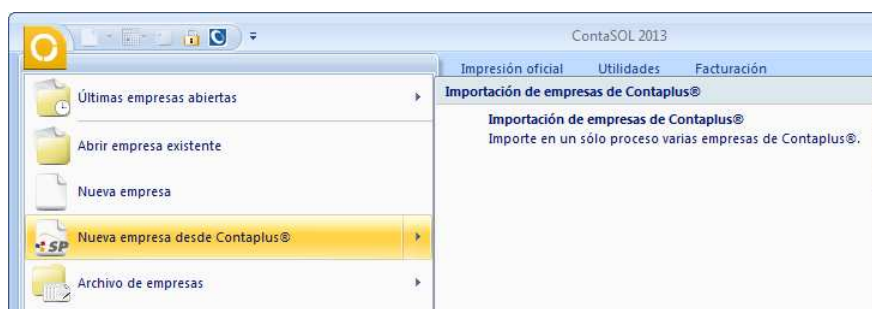 ContaSOL 2013
Impresión oficial Utilidades Facturación
Últimas empresas abiertas
Abrir empresa existente
Nueva empresa
SP Nueva empresa desde Contaplus®
Archivo de empresas
Importación de empresas de Contaplus®
Importación de empresas de Contaplus®
Importe en un sólo proceso varias empresas de Contaplus®.